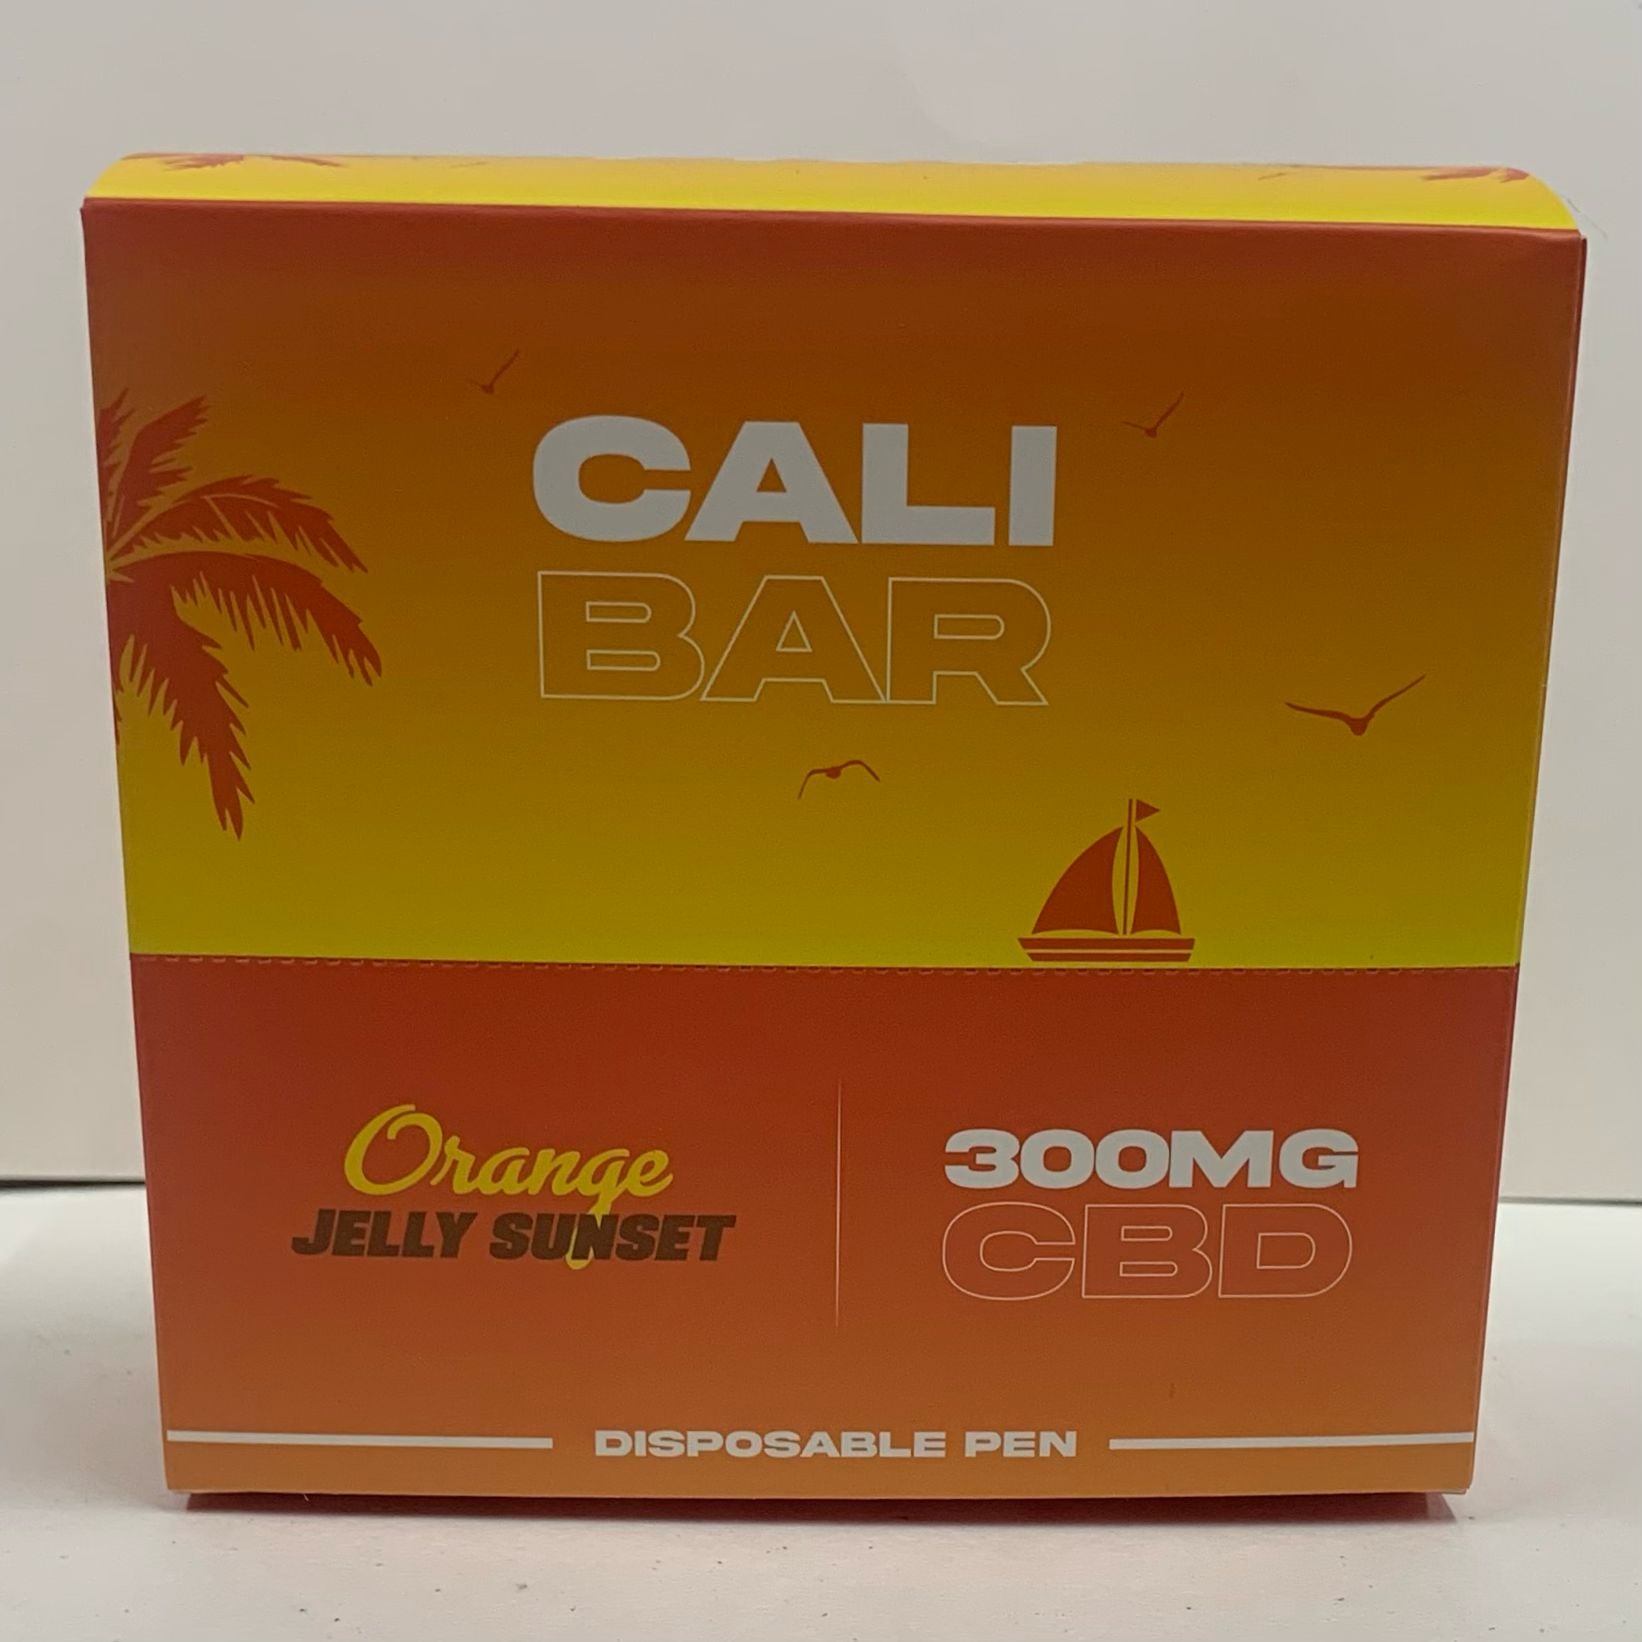 CALI
BAR
Orange
JELLY SUNSET
300MG
CBD
DISPOSABLE PEN